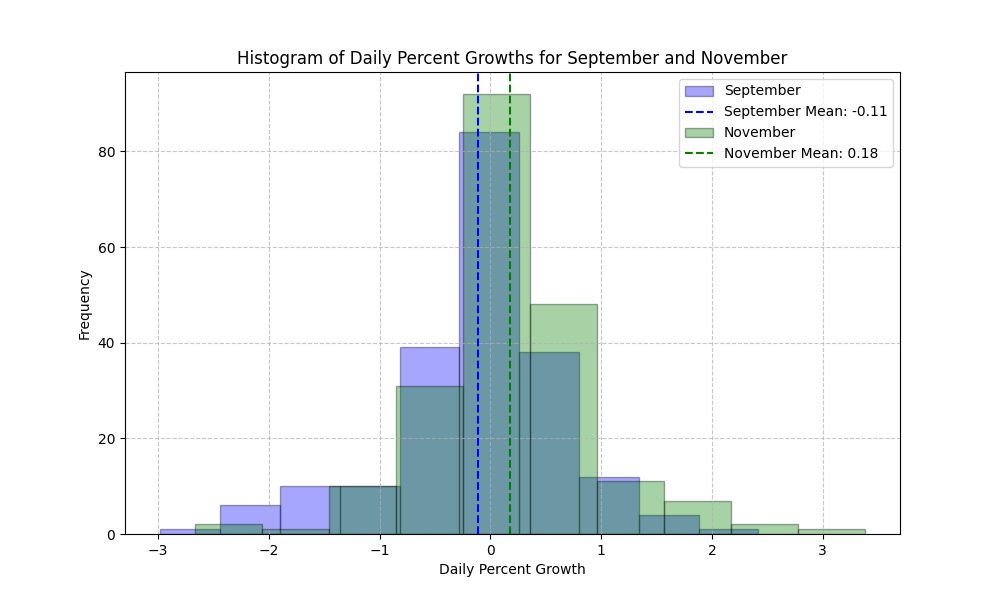 Histogram of Daily Percent Growths for September and November
September
September Mean: -0.11
November
November Mean: 0.18
Frequency
80
60
40
20
0
−3
−2
−1
0
1
2
3
Daily Percent Growth